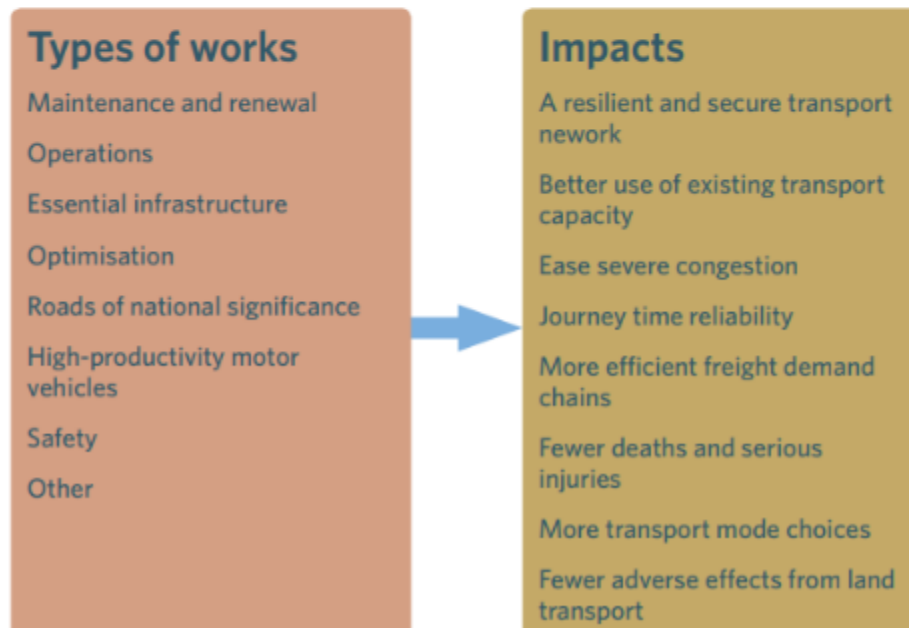 Types of works
Maintenance and renewal
Operations
Essential infrastructure
Optimisation
Roads of national significance
High-productivity motor
vehicles
Safety
Other
Impacts
A resilient and secure transport
nework
Better use of existing transport
capacity
Ease severe congestion
Journey time reliability
More efficient freight demand
chains
Fewer deaths and serious
injuries
More transport mode choices
Fewer adverse effects from land
transport